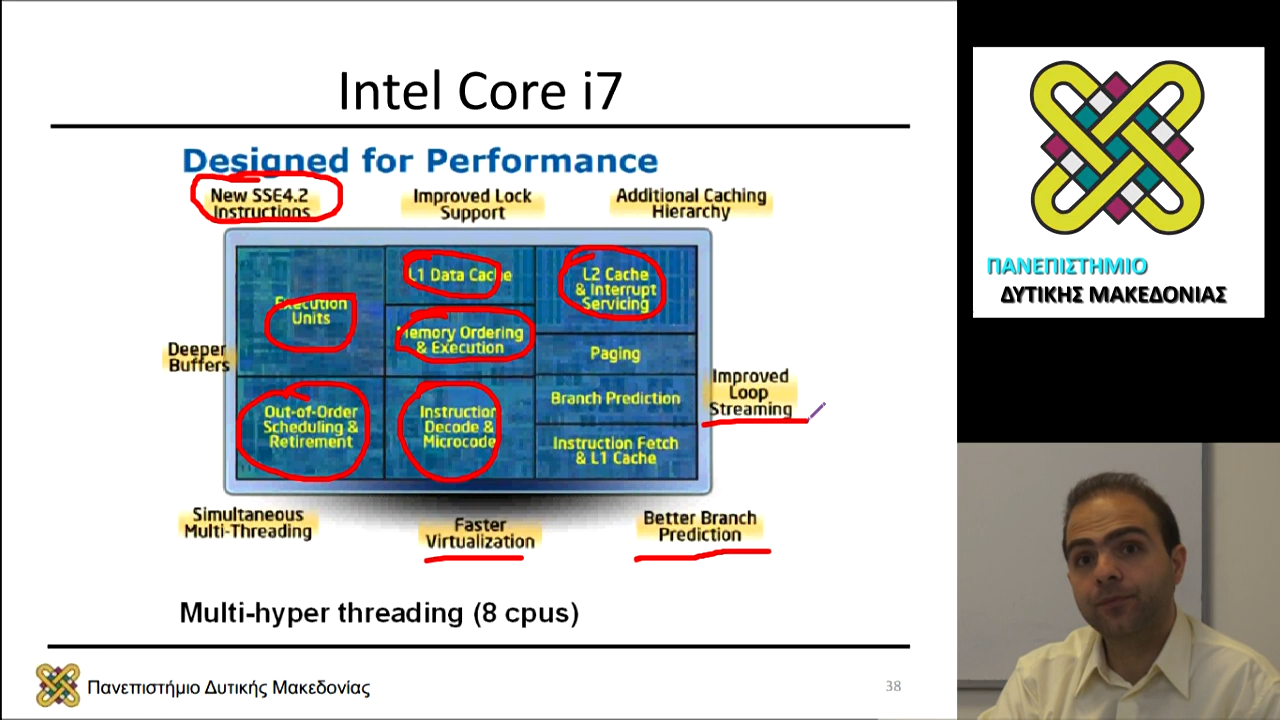 Intel Core i7
Designed for Performance
New SSE4.2
Instructions
Improved Lock
Support
Additional Caching
Hierarchy
Execution
Units
L1 Data Cache
L2 Cache
& Interrupt
Servicing
Memory Ordering
& Execution
Paging
Deeper
Buffers
Branch Prediction
Improved
Loop
Streaming
Out-of-Order
Scheduling &
Retirement
Instruction
Decode &
Microcode
Instruction Fetch
& L1 Cache
Simultaneous
Multi-Threading
Faster
Virtualization
Better Branch
Prediction
Multi-hyper threading (8 cpus)
Πανεπιστήμιο Δυτικής Μακεδονίας
38
ΠΑΝΕΠΙΣΤΗΜΙΟ
ΔΥΤΙΚΗΣ ΜΑΚΕΔΟΝΙΑΣ